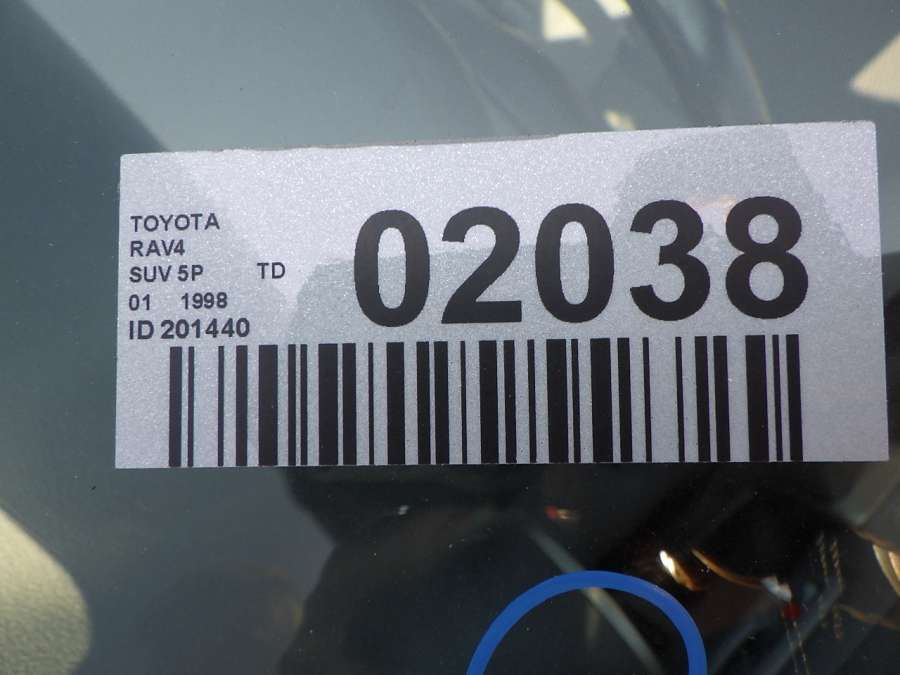 TOYOTA
RAV4
SUV 5P TD
01 1998
ID 201440
02038